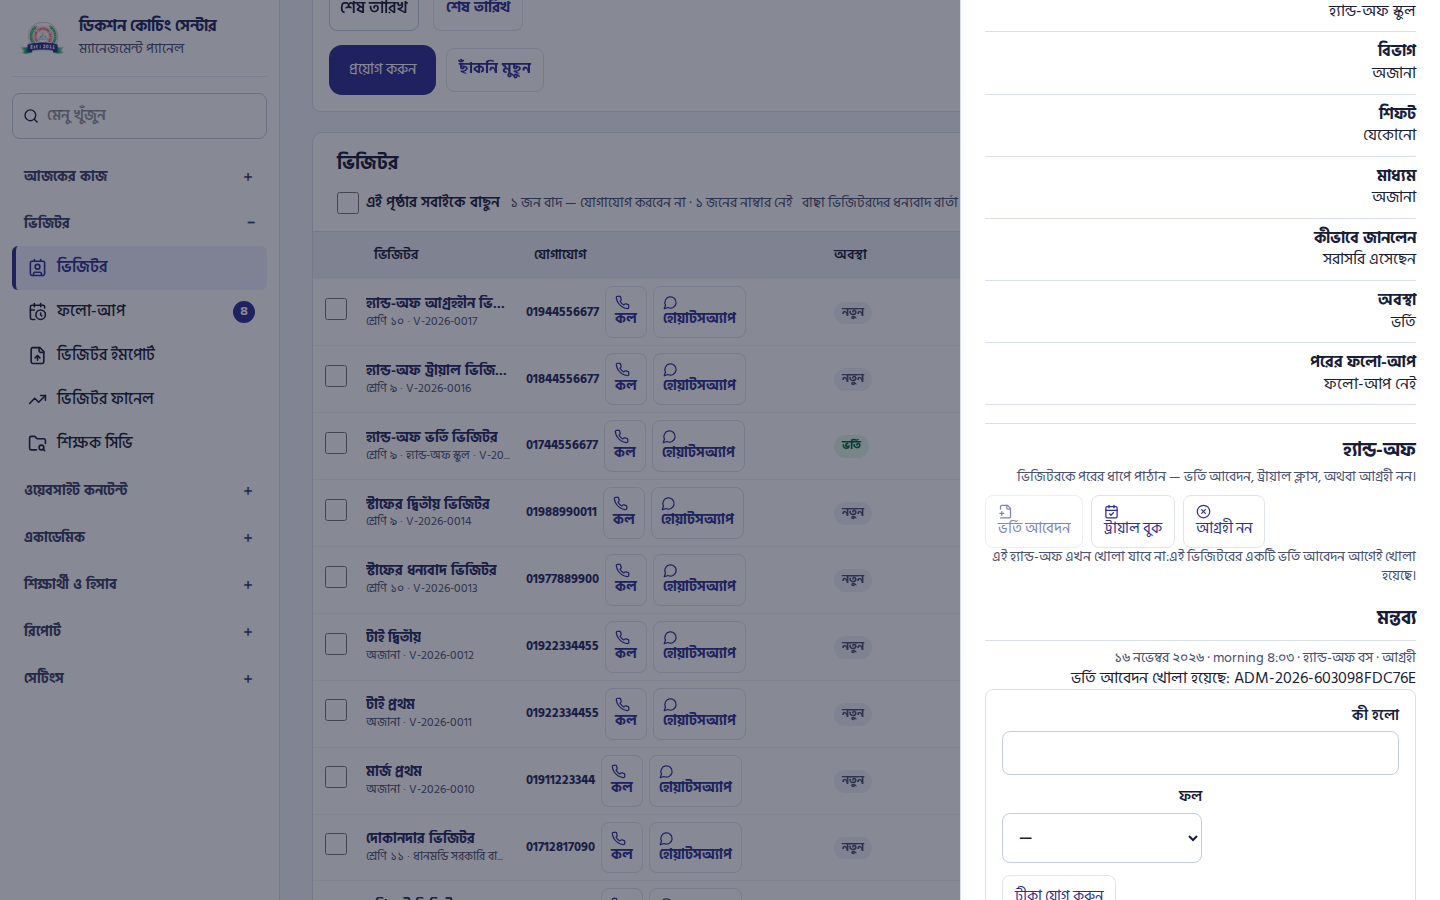 ডিকশন কোচিং সেন্টার
ম্যানেজমেন্ট প্যানেল
Est : 2011
মেনু খুঁজুন
আজকের কাজ +
ভিজিটর −
ভিজিটর
ফলো-আপ 8
ভিজিটর ইমপোর্ট
ভিজিটর ফানেল
শিক্ষক সিভি
ওয়েবসাইট কনটেন্ট +
একাডেমিক +
শিক্ষার্থী ও হিসাব +
রিপোর্ট +
সেটিংস +
শেষ তারিখ শেষ তারিখ
প্রয়োগ করুন ছাঁকনি মুছুন
ভিজিটর
এই পৃষ্ঠার সবাইকে বাছুন ১ জন বাদ — যোগাযোগ করবেন না · ১ জনের নাম্বার নেই বাছা ভিজিটরদের ধন্যবাদ বার্তা
ভিজিটর যোগাযোগ অবস্থা
হ্যান্ড-অফ আগ্রহহীন ভি...
শ্রেণি ১০ · V-2026-0017
01944556677 কল হোয়াটসঅ্যাপ নতুন
হ্যান্ড-অফ ট্রায়াল ভিজি...
শ্রেণি ৯ · V-2026-0016
01844556677 কল হোয়াটসঅ্যাপ নতুন
হ্যান্ড-অফ ভর্তি ভিজিটর
শ্রেণি ৯ · হ্যান্ড-অফ স্কুল · V-20...
01744556677 কল হোয়াটসঅ্যাপ ভর্তি
স্টাফের দ্বিতীয় ভিজিটর
শ্রেণি ৯ · V-2026-0014
01988990011 কল হোয়াটসঅ্যাপ নতুন
স্টাফের ধন্যবাদ ভিজিটর
শ্রেণি ১০ · V-2026-0013
01977889900 কল হোয়াটসঅ্যাপ নতুন
টাই দ্বিতীয়
অজানা · V-2026-0012
01922334455 কল হোয়াটসঅ্যাপ নতুন
টাই প্রথম
অজানা · V-2026-0011
01922334455 কল হোয়াটসঅ্যাপ নতুন
মার্জ প্রথম
অজানা · V-2026-0010
01911223344 কল হোয়াটসঅ্যাপ নতুন
দোকানদার ভিজিটর
শ্রেণি ১১ · ধানমন্ডি সরকারি বা...
01712817090 কল হোয়াটসঅ্যাপ নতুন
হ্যান্ড-অফ স্কুল
বিভাগ
অজানা
শিফট
যেকোনো
মাধ্যম
অজানা
কীভাবে জানলেন
সরাসরি এসেছেন
অবস্থা
ভর্তি
পরের ফলো-আপ
ফলো-আপ নেই
হ্যান্ড-অফ
ভিজিটরকে পরের ধাপে পাঠান — ভর্তি আবেদন, ট্রায়াল ক্লাস, অথবা আগ্রহী নন।
ভর্তি আবেদন ট্রায়াল বুক আগ্রহী নন
এই হ্যান্ড-অফ এখন খোলা যাবে না:এই ভিজিটরের একটি ভর্তি আবেদন আগেই খোলা
হয়েছে।
মন্তব্য
১৬ নভেম্বর ২০২৬ · morning 8:০৩ · হ্যান্ড-অফ বস · আগ্রহী
ভর্তি আবেদন খোলা হয়েছে: ADM-2026-603098FDC76E
কী হলো
ফল
—
টীকা যোগ করুন